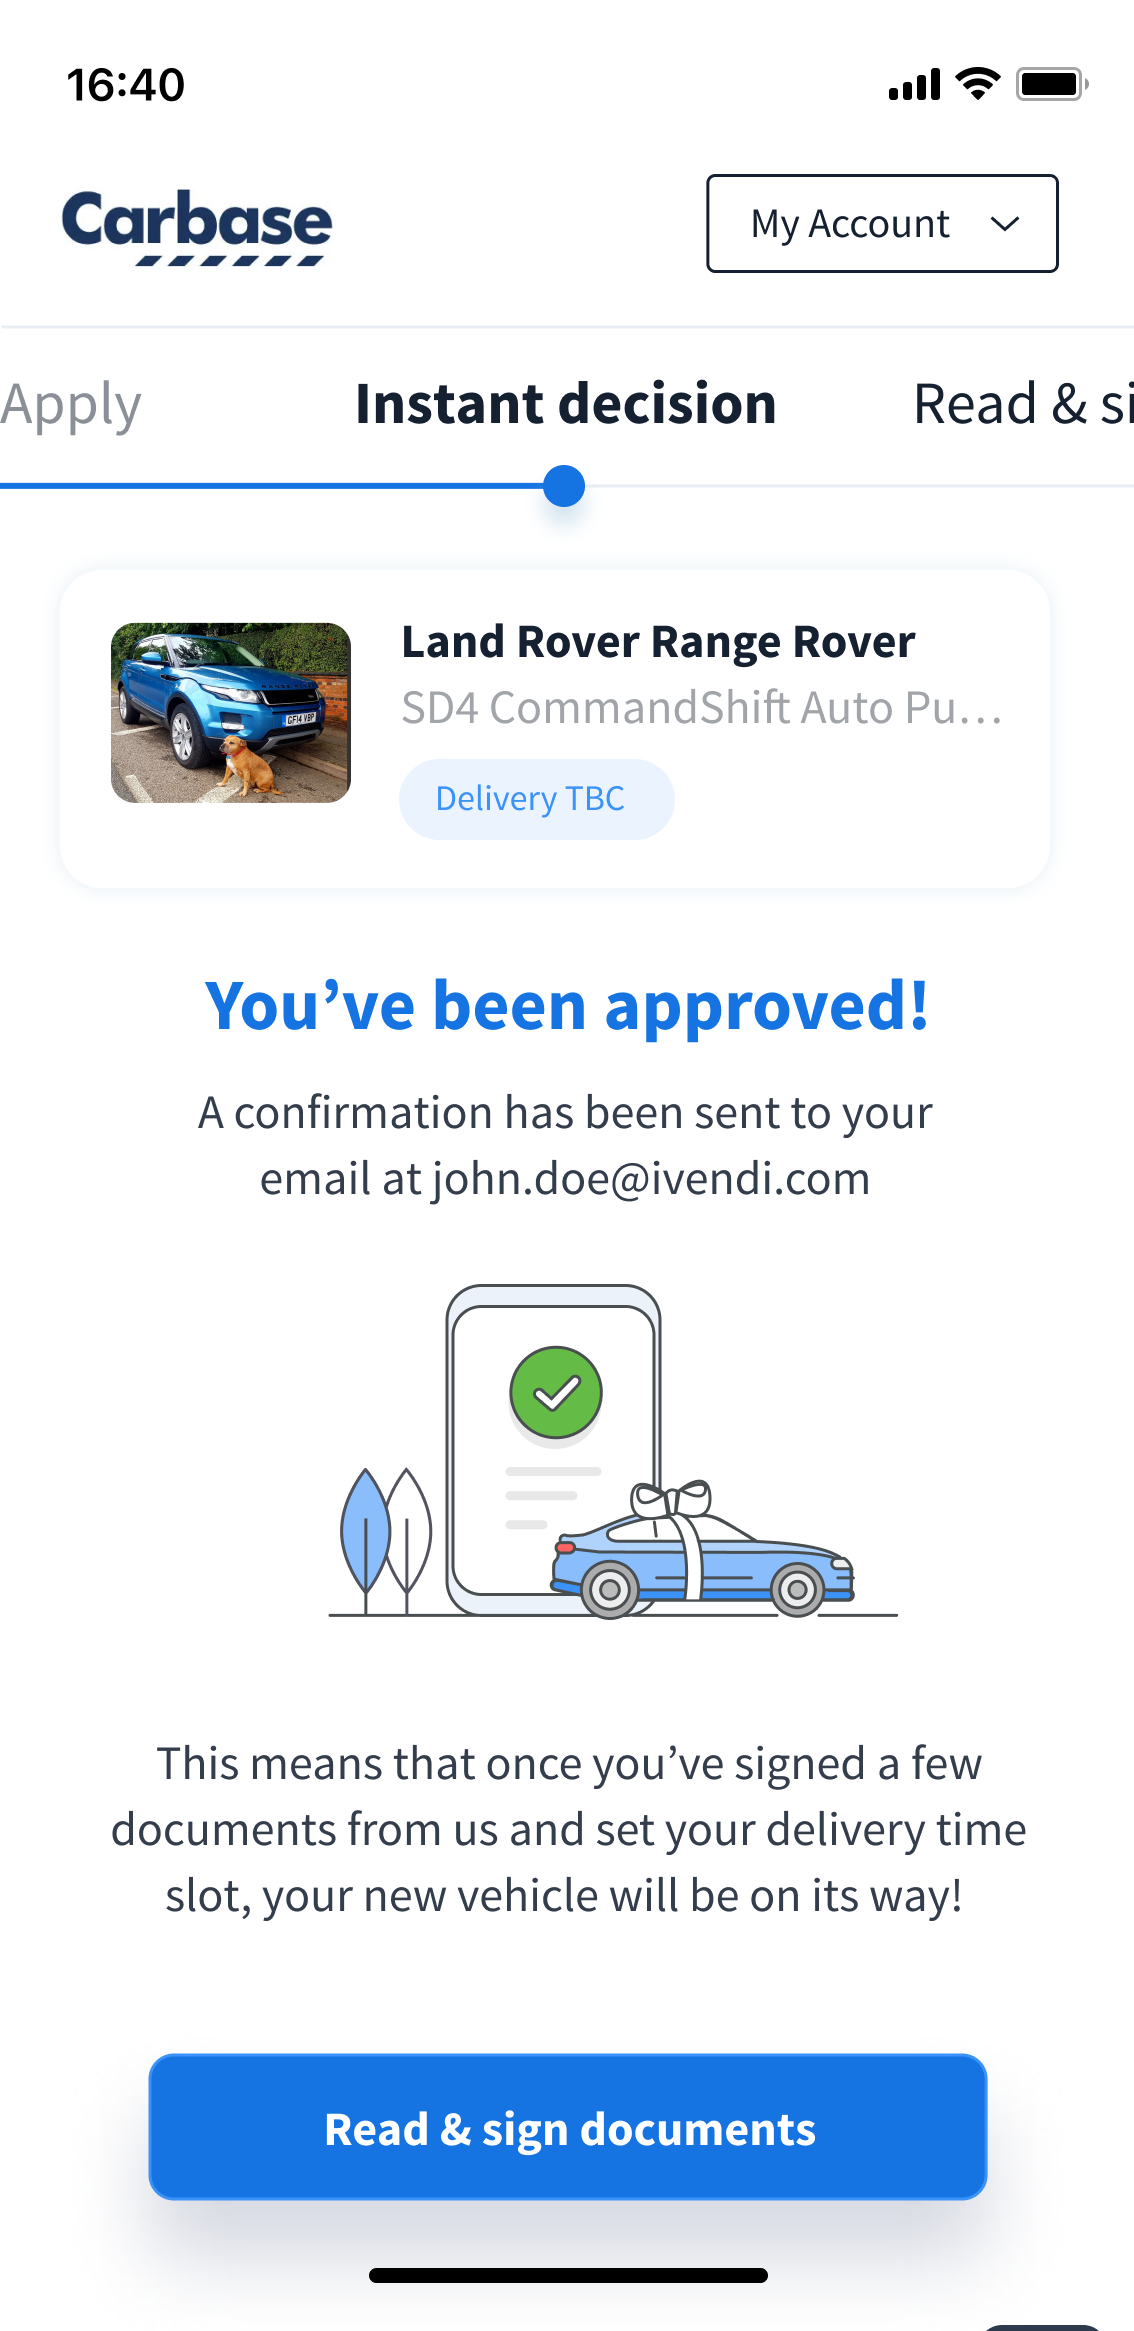 16:40
Carbase
My Account
Apply
Instant decision
Read & si
Land Rover Range Rover
SD4 CommandShift Auto Pu...
GF14 VBP
Delivery TBC
You’ve been approved!
A confirmation has been sent to your
email at john.doe@ivendi.com
This means that once you’ve signed a few
documents from us and set your delivery time
slot, your new vehicle will be on its way!
Read & sign documents